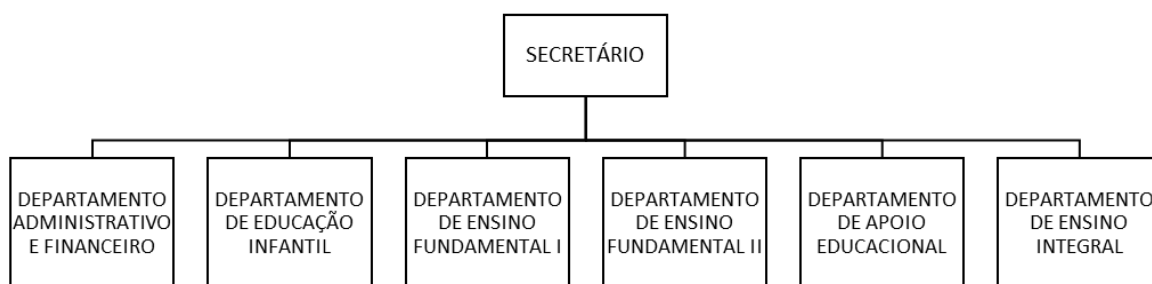 SECRETÁRIO
DEPARTAMENTO
ADMINISTRATIVO
E FINANCEIRO
DEPARTAMENTO
DE EDUCAÇÃO
INFANTIL
DEPARTAMENTO
DE ENSINO
FUNDAMENTAL I
DEPARTAMENTO
DE ENSINO
FUNDAMENTAL II
DEPARTAMENTO
DE APOIO
EDUCACIONAL
DEPARTAMENTO
DE ENSINO
INTEGRAL